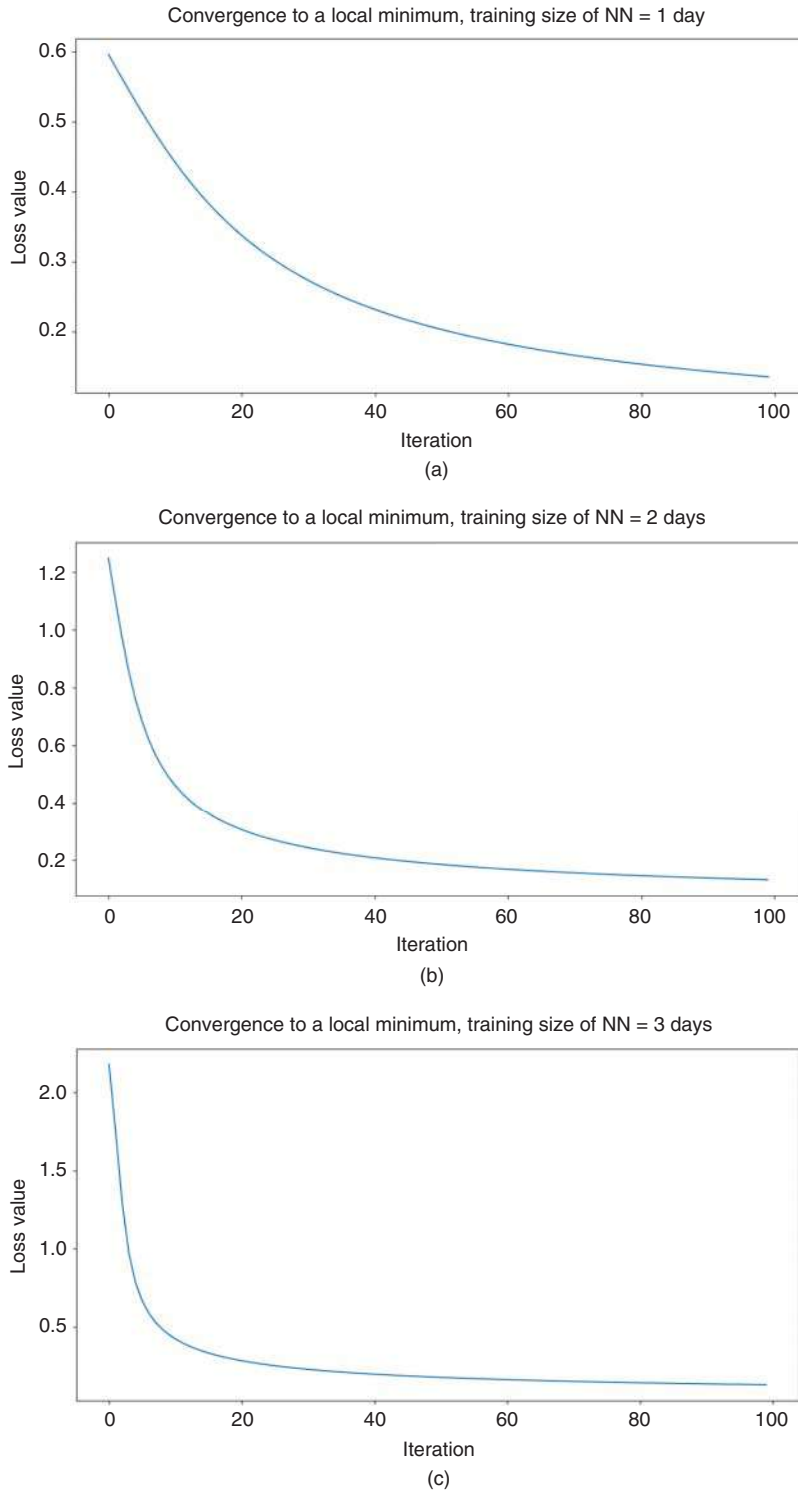 Convergence to a local minimum, training size of NN = 1 day
0.6
0.5
0.4
0.3
0.2
Loss value
0 20 40 60 80 100
Iteration
(a)
Convergence to a local minimum, training size of NN = 2 days
1.2
1.0
0.8
0.6
0.4
0.2
Loss value
0 20 40 60 80 100
Iteration
(b)
Convergence to a local minimum, training size of NN = 3 days
2.0
1.5
1.0
0.5
Loss value
0 20 40 60 80 100
Iteration
(c)